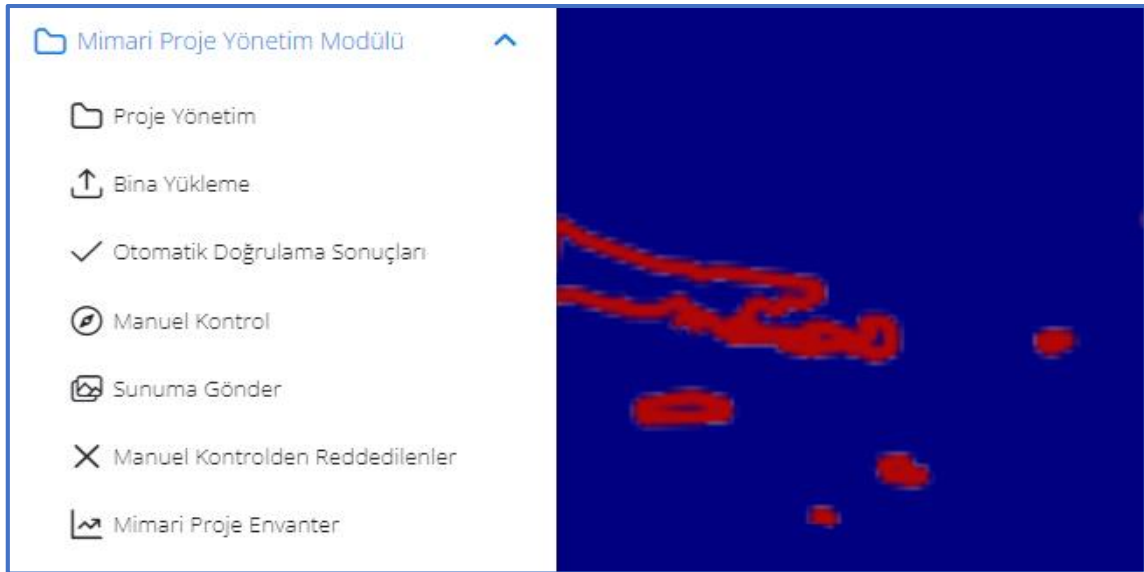 Mimari Proje Yönetim Modülü
Proje Yönetim
Bina Yükleme
Otomatik Doğrulama Sonuçları
Manuel Kontrol
Sunuma Gönder
Manuel Kontrolden Reddedilenler
Mimari Proje Envanter